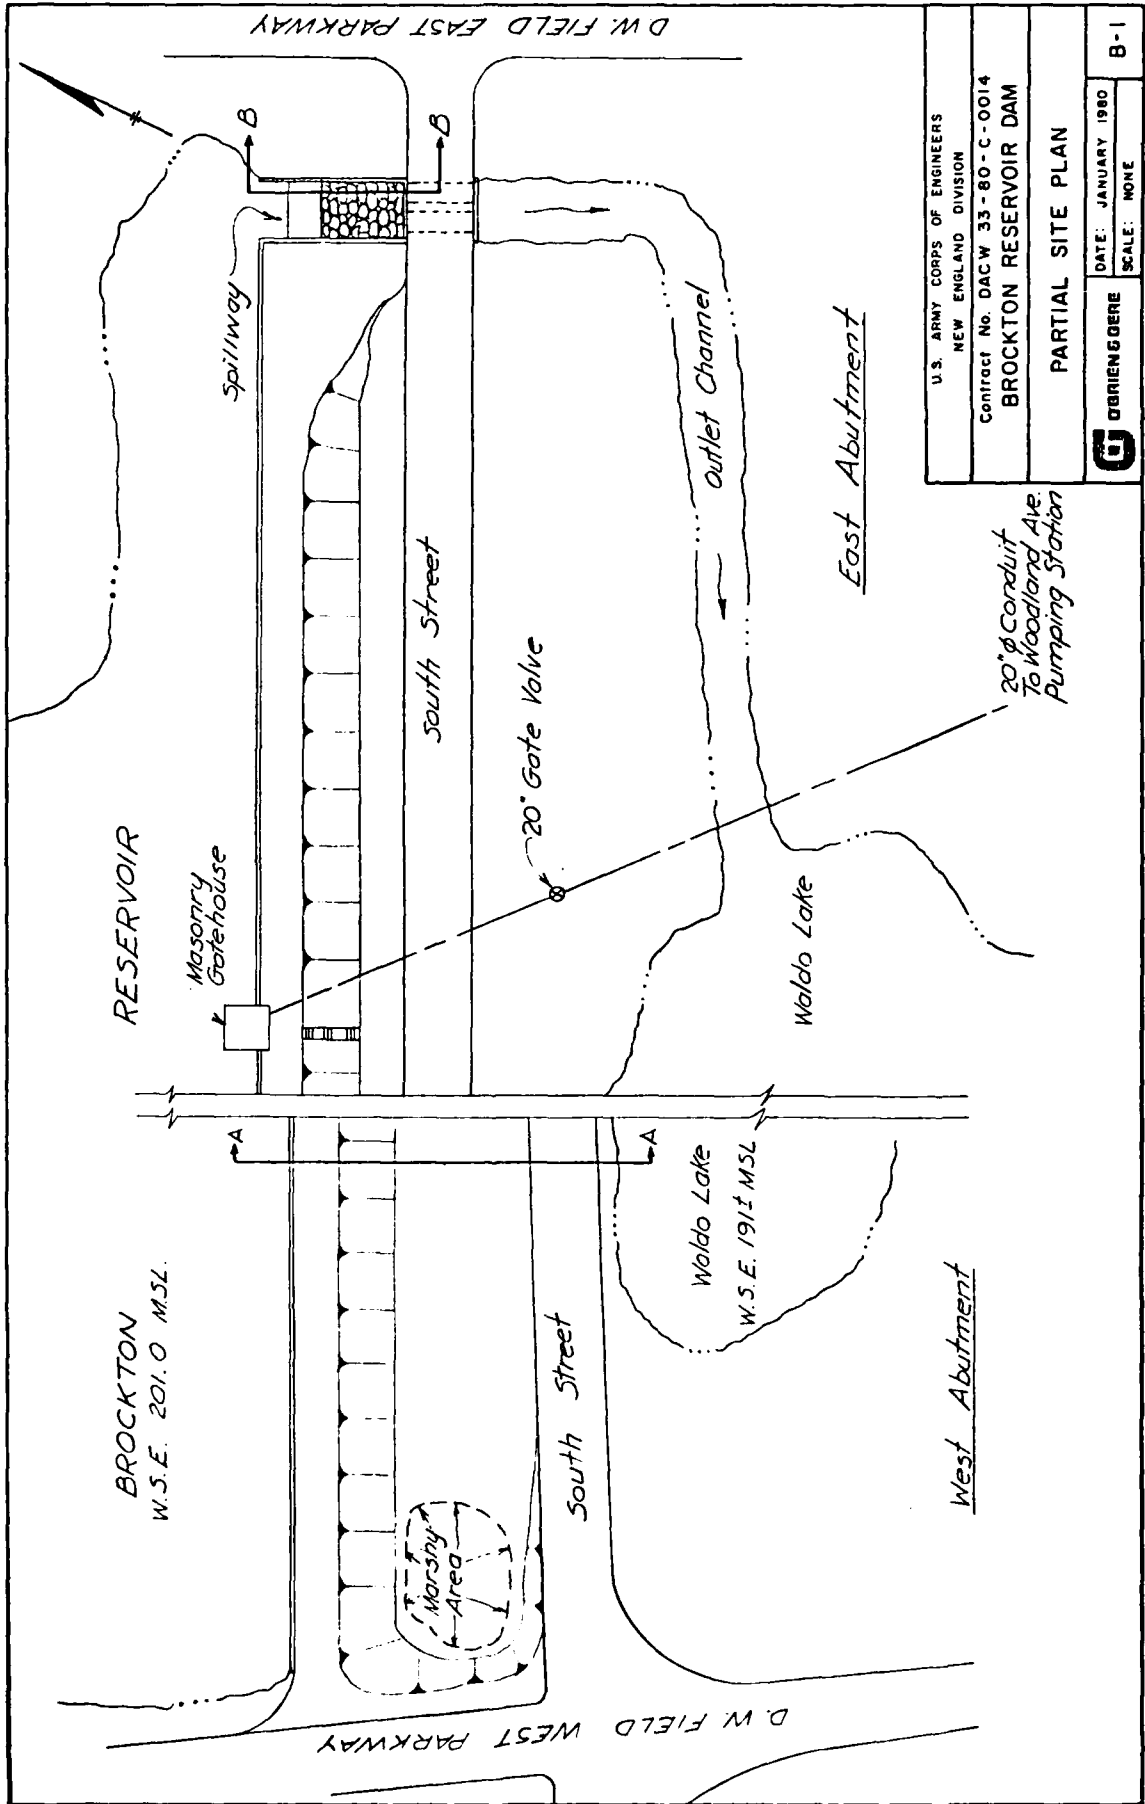 D.W. FIELD WEST PARKWAY
BROCKTON
W.S.E. 201.0 MSL.
RESERVOIR
Masonry
Gatehouse
Spillway
B
B
A
A
D.W. FIELD EAST PARKWAY
Marshy
Area
South Street
South Street
20" Gate Valve
Outlet Channel
Waldo Lake
W.S.E. 191± MSL
Waldo Lake
West Abutment
East Abutment
20"ϕ Conduit
To Woodland Ave.
Pumping Station
U.S. ARMY CORPS OF ENGINEERS
NEW ENGLAND DIVISION
Contract No. DACW 33-80-C-0014
BROCKTON RESERVOIR DAM
PARTIAL SITE PLAN
O'BRIEN & GERE
DATE: JANUARY 1980
SCALE: NONE
B-1